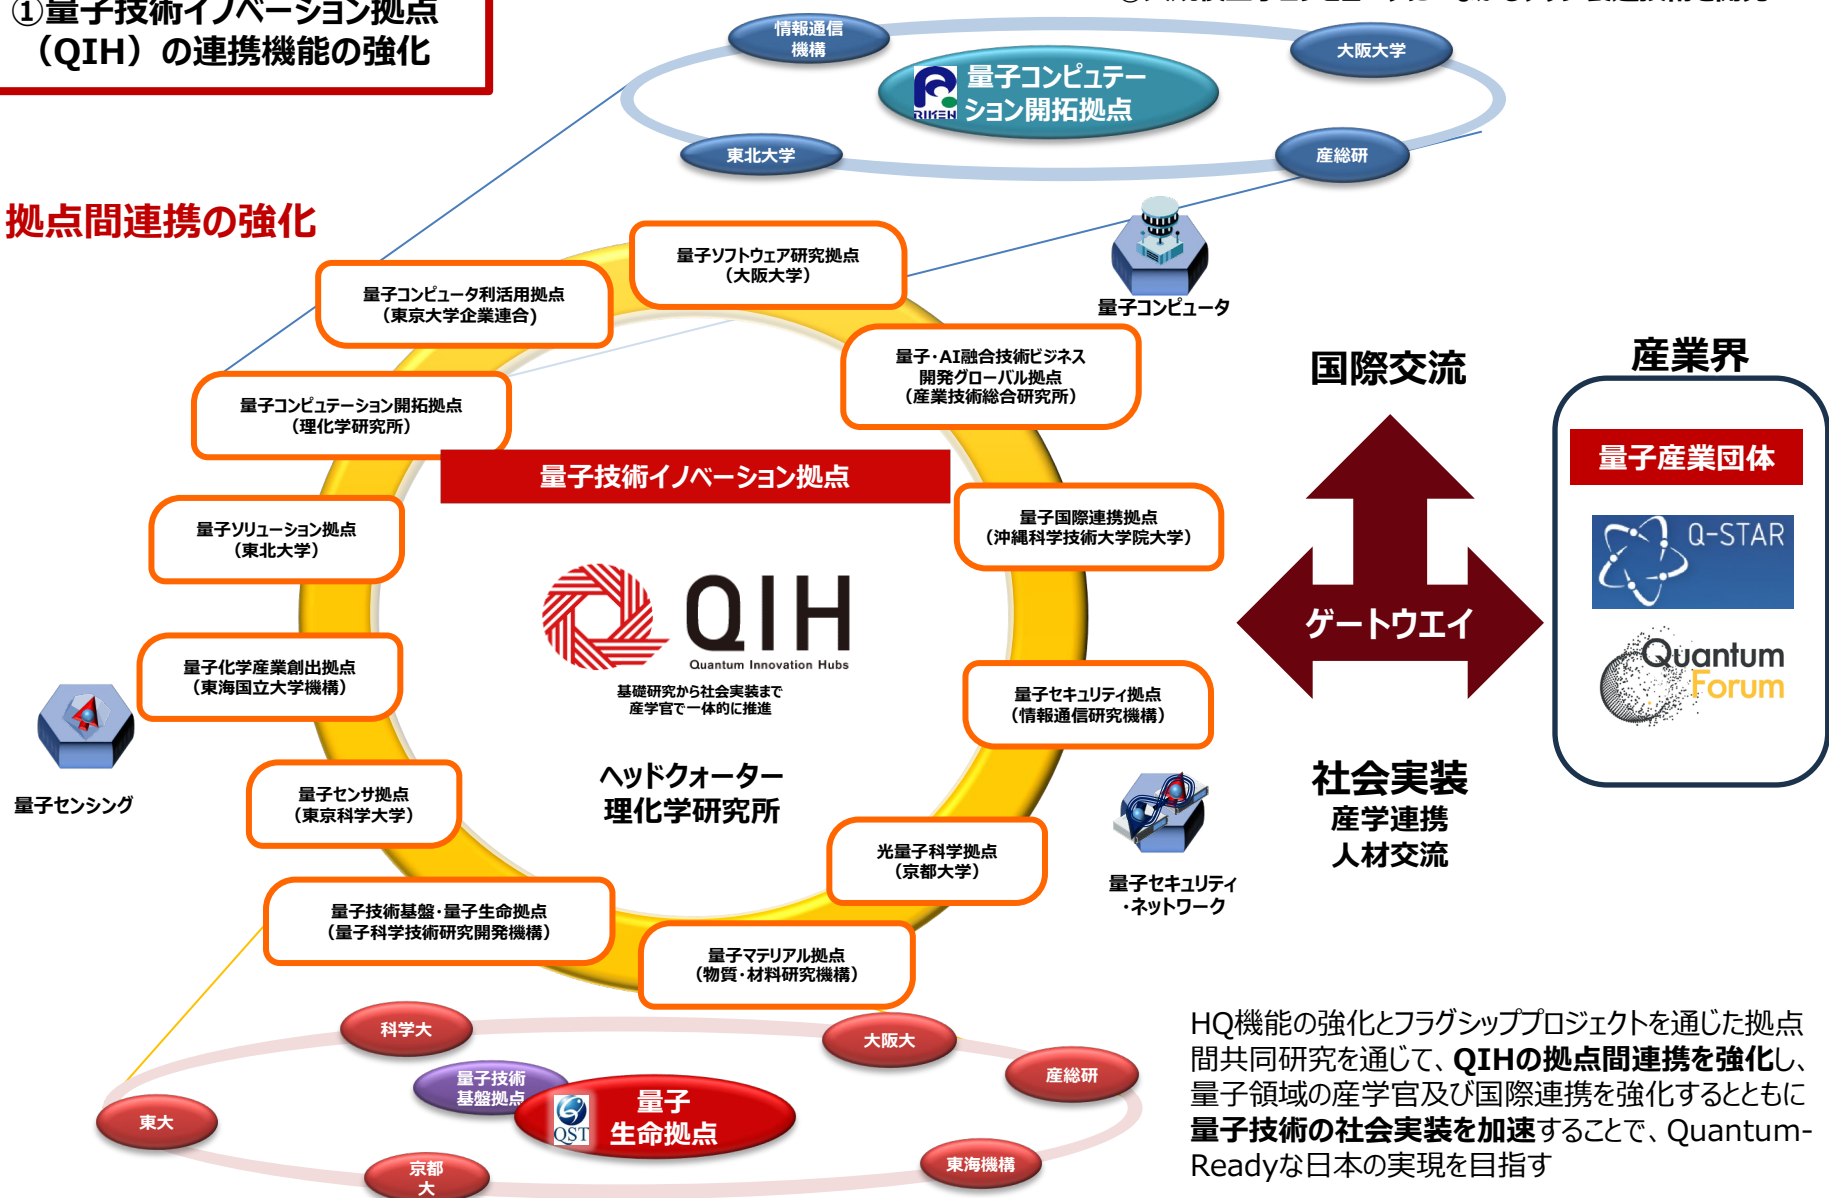 ①量子技術イノベーション拠点
（QIH）の連携機能の強化
情報通信
機構
大阪大学
RIKEN
量子コンピュテー
ション開拓拠点
東北大学
産総研
拠点間連携の強化
量子ソフトウェア研究拠点
（大阪大学）
量子コンピュータ利活用拠点
（東京大学企業連合)
量子コンピュータ
量子・AI融合技術ビジネス
開発グローバル拠点
（産業技術総合研究所）
量子コンピュテーション開拓拠点
（理化学研究所）
国際交流
産業界
量子産業団体
量子技術イノベーション拠点
量子ソリューション拠点
（東北大学）
量子国際連携拠点
（沖縄科学技術大学院大学）
Q-STAR
QIH
Quantum Innovation Hubs
基礎研究から社会実装まで
産学官で一体的に推進
ゲートウエイ
Quantum
Forum
量子化学産業創出拠点
（東海国立大学機構）
量子セキュリティ拠点
（情報通信研究機構）
量子センシング
ヘッドクォーター
理化学研究所
社会実装
産学連携
人材交流
量子センサ拠点
（東京科学大学）
光量子科学拠点
（京都大学）
量子セキュリティ
・ネットワーク
量子技術基盤・量子生命拠点
（量子科学技術研究開発機構）
量子マテリアル拠点
（物質・材料研究機構）
科学大
大阪大
産総研
量子技術
基盤拠点
QST
量子
生命拠点
東大
京都
大
東海機構
HQ機能の強化とフラグシッププロジェクトを通じた拠点
間共同研究を通じて、QIHの拠点間連携を強化し、
量子領域の産学官及び国際連携を強化するとともに
量子技術の社会実装を加速することで、Quantum-
Readyな日本の実現を目指す